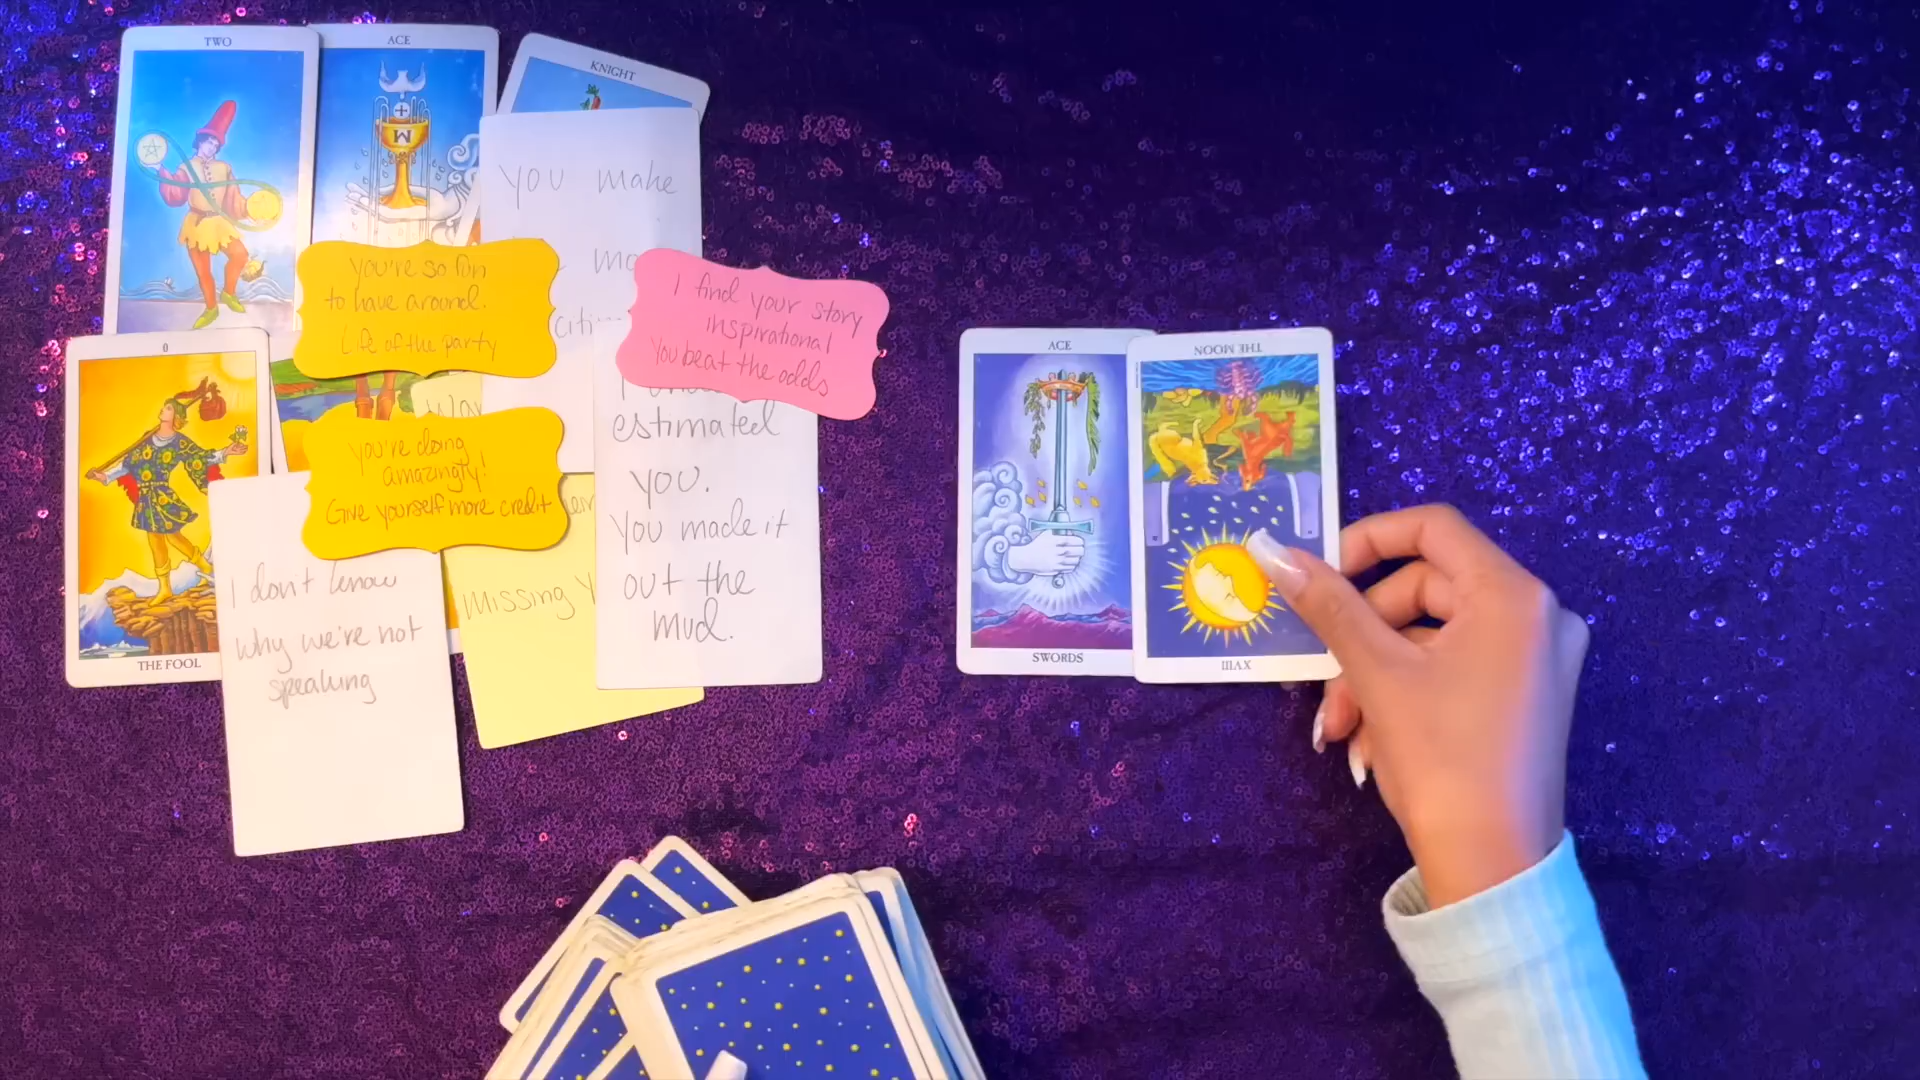 TWO
ACE
KNIGHT
YOU make
citin
You're so fun
to have around.
Life of the party
I find your story
inspirational
You beat the odds
estimated
YOU.
You made it
out the
mud.
0
THE FOOL
You're doing
amazingly!
Give yourself more credit
I don't know
why we're not
speaking
Missing Y
ACE
SWORDS
THE MOON
XVIII